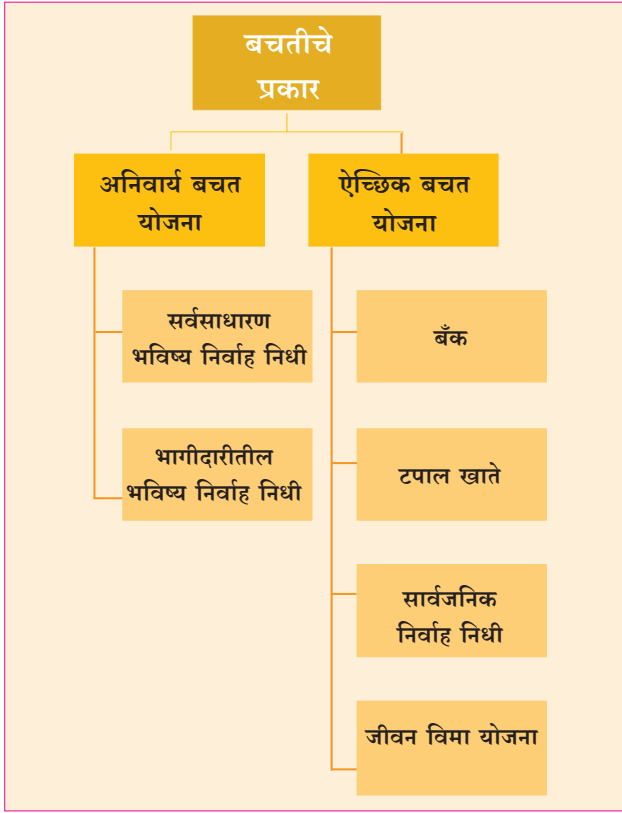 बचतीचे
प्रकार
अनिवार्य बचत
योजना
ऐच्छिक बचत
योजना
सर्वसाधारण
भविष्य निर्वाह निधी
भागीदारीतील
भविष्य निर्वाह निधी
बँक
टपाल खाते
सार्वजनिक
निर्वाह निधी
जीवन विमा योजना